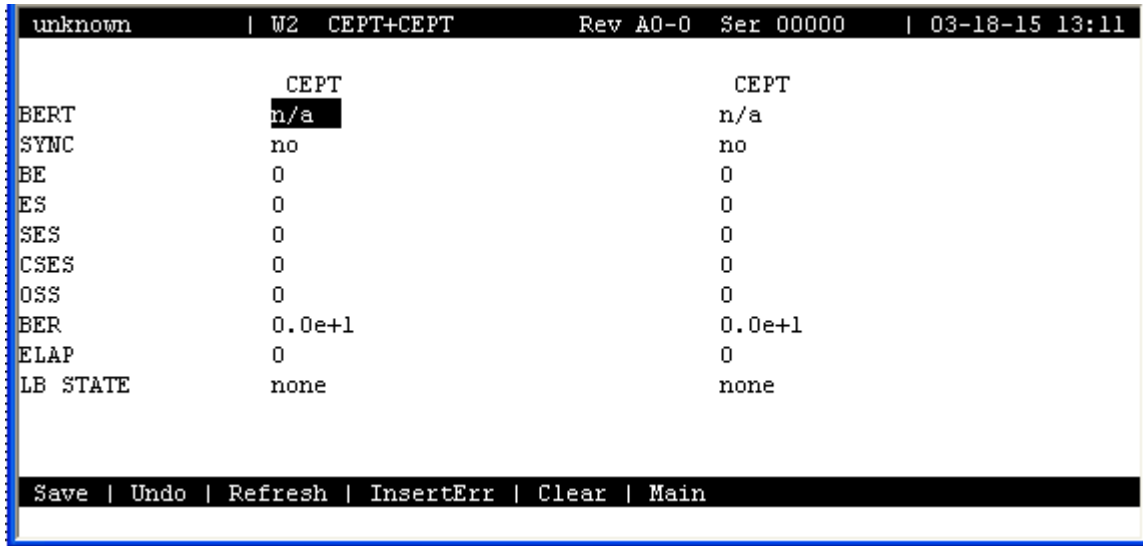 unknown | W2 CEPT+CEPT Rev A0-0 Ser 00000 | 03-18-15 13:11
CEPT CEPT
BERT n/a n/a
SYNC no no
BE 0 0
ES 0 0
SES 0 0
CSES 0 0
OSS 0 0
BER 0.0e+1 0.0e+1
ELAP 0 0
LB STATE none none
Save | Undo | Refresh | InsertErr | Clear | Main